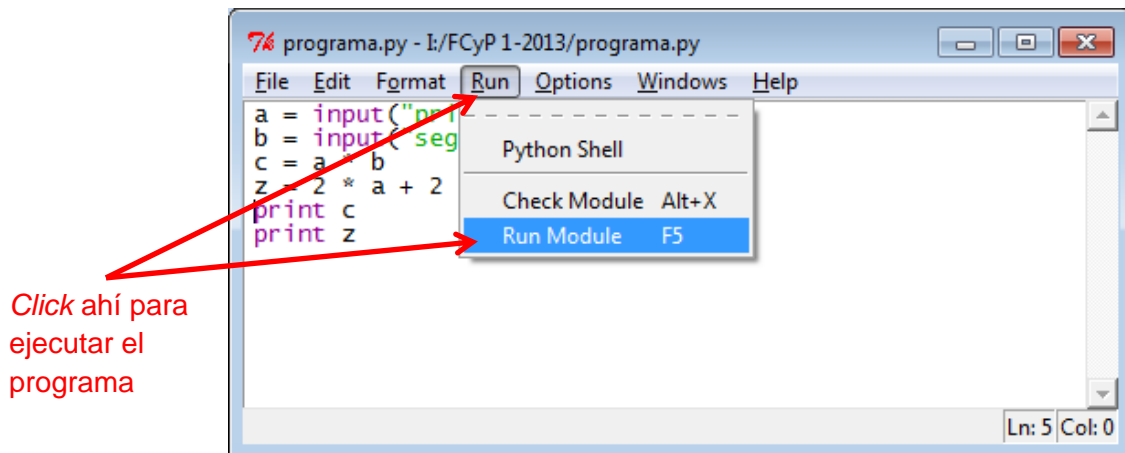 programa.py - I:/FCyP 1-2013/programa.py
File Edit Format Run Options Windows Help
a = input("pri
b = input("seg
c = a * b
z = 2 * a + 2
print c
print z
Python Shell
Check Module Alt+X
Run Module F5
Click ahí para
ejecutar el
programa
Ln: 5 Col: 0